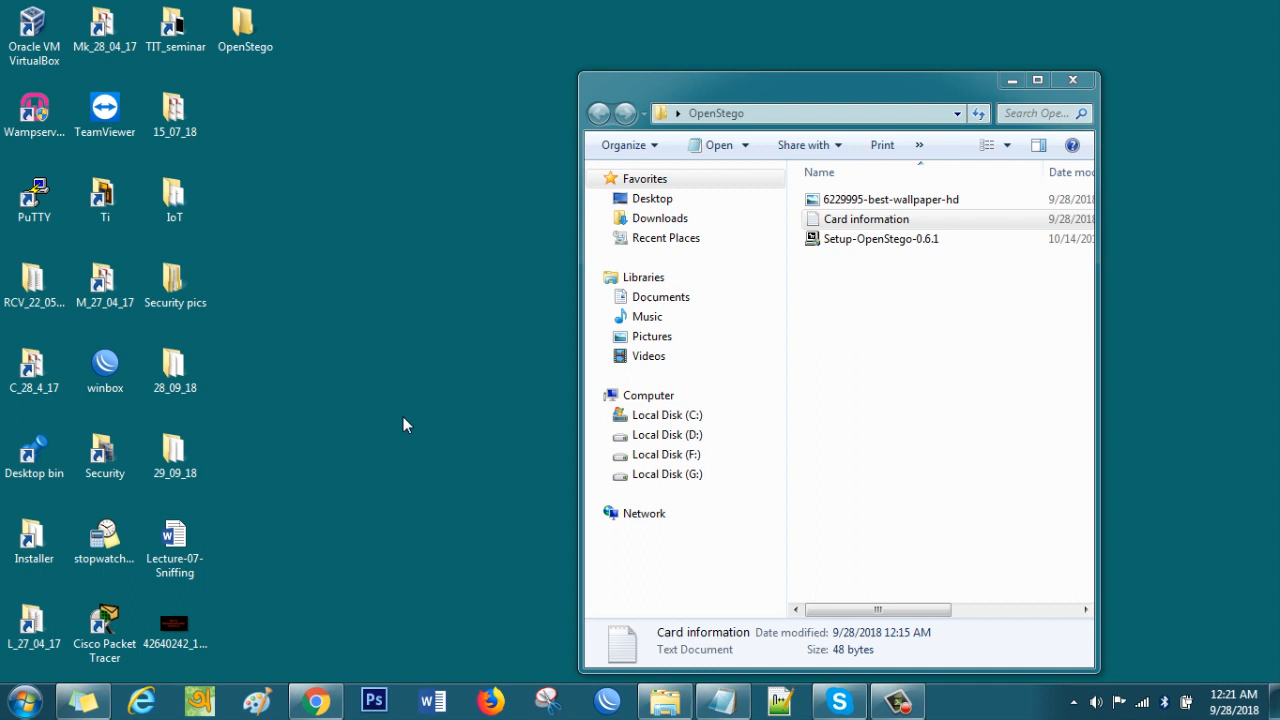 Oracle VM
VirtualBox
Mk_28_04_17
TIT_seminar
OpenStego
Wampserv...
TeamViewer
15_07_18
PuTTY
Ti
IoT
RCV_22_05...
M_27_04_17
Security pics
C_28_4_17
winbox
28_09_18
Desktop bin
Security
29_09_18
Installer
stopwatch...
Lecture-07-
Sniffing
L_27_04_17
Cisco Packet
Tracer
42640242_1...
OpenStego
Search Ope...
Organize
Open
Share with
Print
»
Favorites
Desktop
Downloads
Recent Places
Libraries
Documents
Music
Pictures
Videos
Computer
Local Disk (C:)
Local Disk (D:)
Local Disk (F:)
Local Disk (G:)
Network
Name
Date mod
6229995-best-wallpaper-hd
9/28/2018
Card information
9/28/2018
Setup-OpenStego-0.6.1
10/14/201
Card information Date modified: 9/28/2018 12:15 AM
Text Document Size: 48 bytes
Ps
12:21 AM
9/28/2018